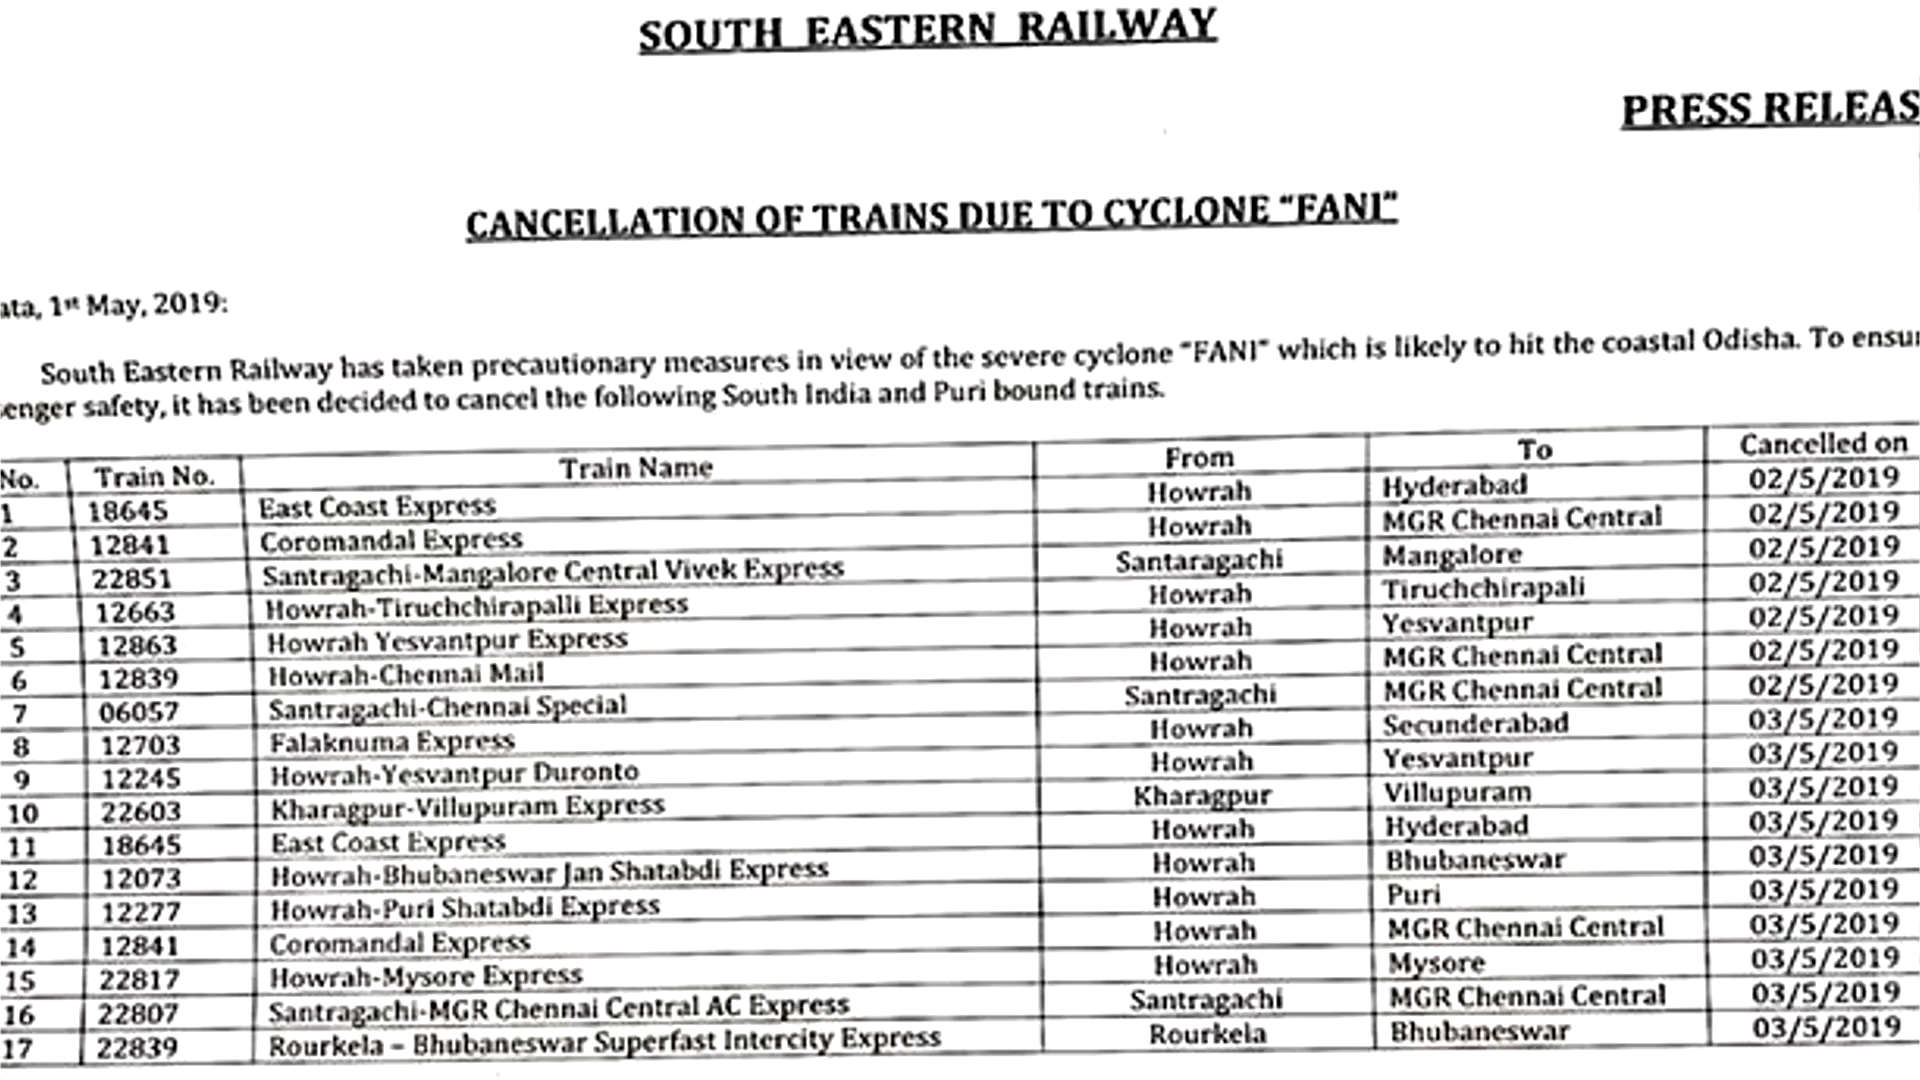 SOUTH EASTERN RAILWAY
PRESS RELEAS
CANCELLATION OF TRAINS DUE TO CYCLONE "FANI"
ata, 1st May, 2019:
South Eastern Railway has taken precautionary measures in view of the severe cyclone "FANI" which is likely to hit the coastal Odisha. To ensur
enger safety, it has been decided to cancel the following South India and Puri bound trains.
No. Train No. Train Name From To Cancelled on
1 18645 East Coast Express Howrah Hyderabad 02/5/2019
2 12841 Coromandal Express Howrah MGR Chennai Central 02/5/2019
3 22851 Santragachi-Mangalore Central Vivek Express Santaragachi Mangalore 02/5/2019
4 12663 Howrah-Tiruchchirapalli Express Howrah Tiruchchirapali 02/5/2019
5 12863 Howrah Yesvantpur Express Howrah Yesvantpur 02/5/2019
6 12839 Howrah-Chennai Mail Howrah MGR Chennai Central 02/5/2019
7 06057 Santragachi-Chennai Special Santragachi MGR Chennai Central 02/5/2019
8 12703 Falaknuma Express Howrah Secunderabad 03/5/2019
9 12245 Howrah-Yesvantpur Duronto Howrah Yesvantpur 03/5/2019
10 22603 Kharagpur-Villupuram Express Kharagpur Villupuram 03/5/2019
11 18645 East Coast Express Howrah Hyderabad 03/5/2019
12 12073 Howrah-Bhubaneswar Jan Shatabdi Express Howrah Bhubaneswar 03/5/2019
13 12277 Howrah-Puri Shatabdi Express Howrah Puri 03/5/2019
14 12841 Coromandal Express Howrah MGR Chennai Central 03/5/2019
15 22817 Howrah-Mysore Express Howrah Mysore 03/5/2019
16 22807 Santragachi-MGR Chennai Central AC Express Santragachi MGR Chennai Central 03/5/2019
17 22839 Rourkela – Bhubaneswar Superfast Intercity Express Rourkela Bhubaneswar 03/5/2019